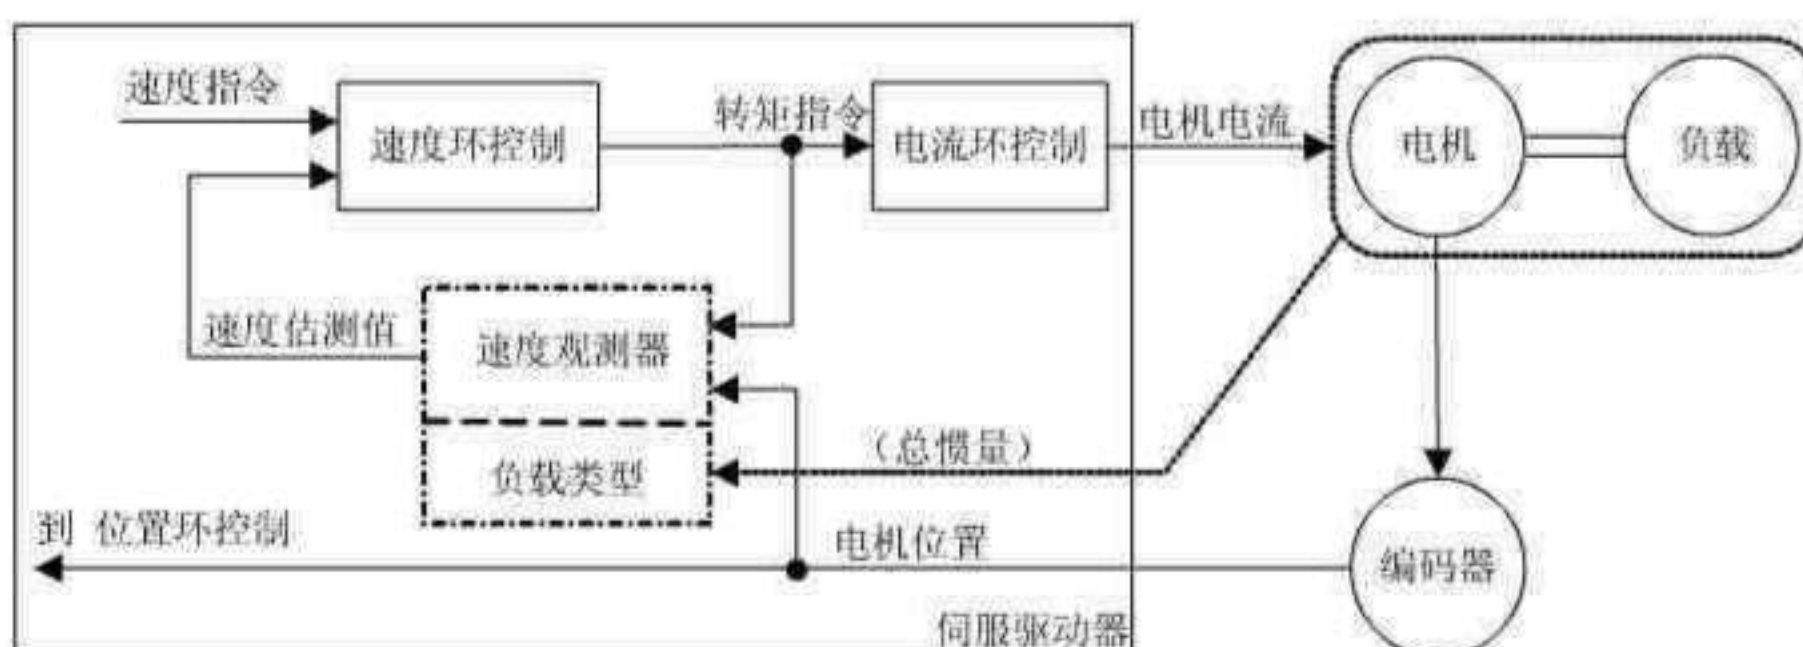 速度指令
速度环控制
转矩指令
电流环控制
电机电流
电机
负载
速度估测值
速度观测器
负载类型
(总惯量)
到 位置环控制
电机位置
编码器
伺服驱动器